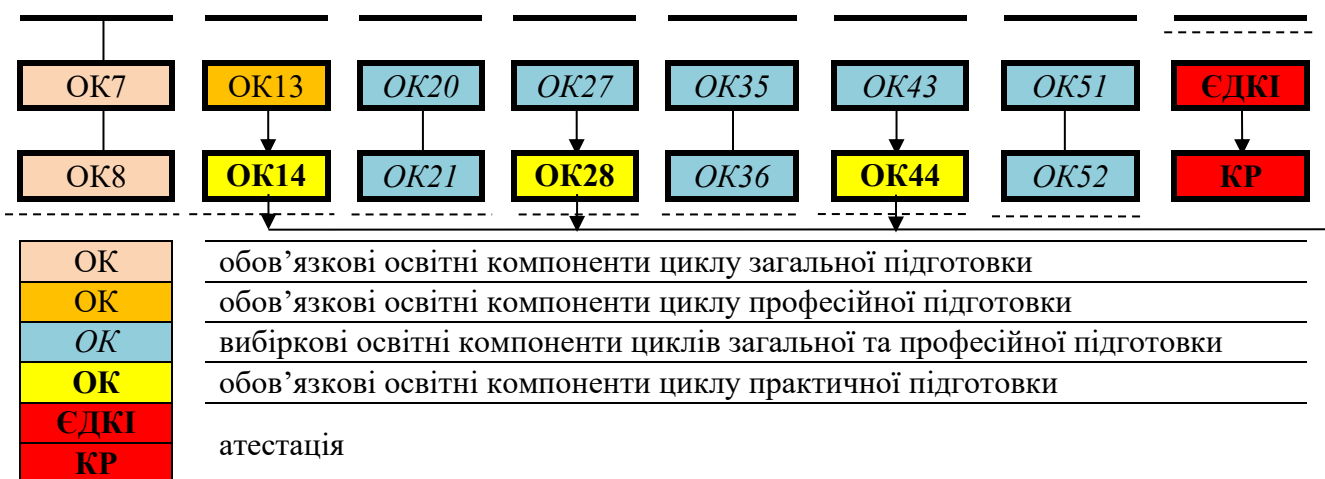 ОК7 ОК13 ОК20 ОК27 ОК35 ОК43 ОК51 ЄДКІ
ОК8 ОК14 ОК21 ОК28 ОК36 ОК44 ОК52 КР
ОК обов’язкові освітні компоненти циклу загальної підготовки
ОК обов’язкові освітні компоненти циклу професійної підготовки
ОК вибіркові освітні компоненти циклів загальної та професійної підготовки
ОК обов’язкові освітні компоненти циклу практичної підготовки
ЄДКІ
атестація
КР